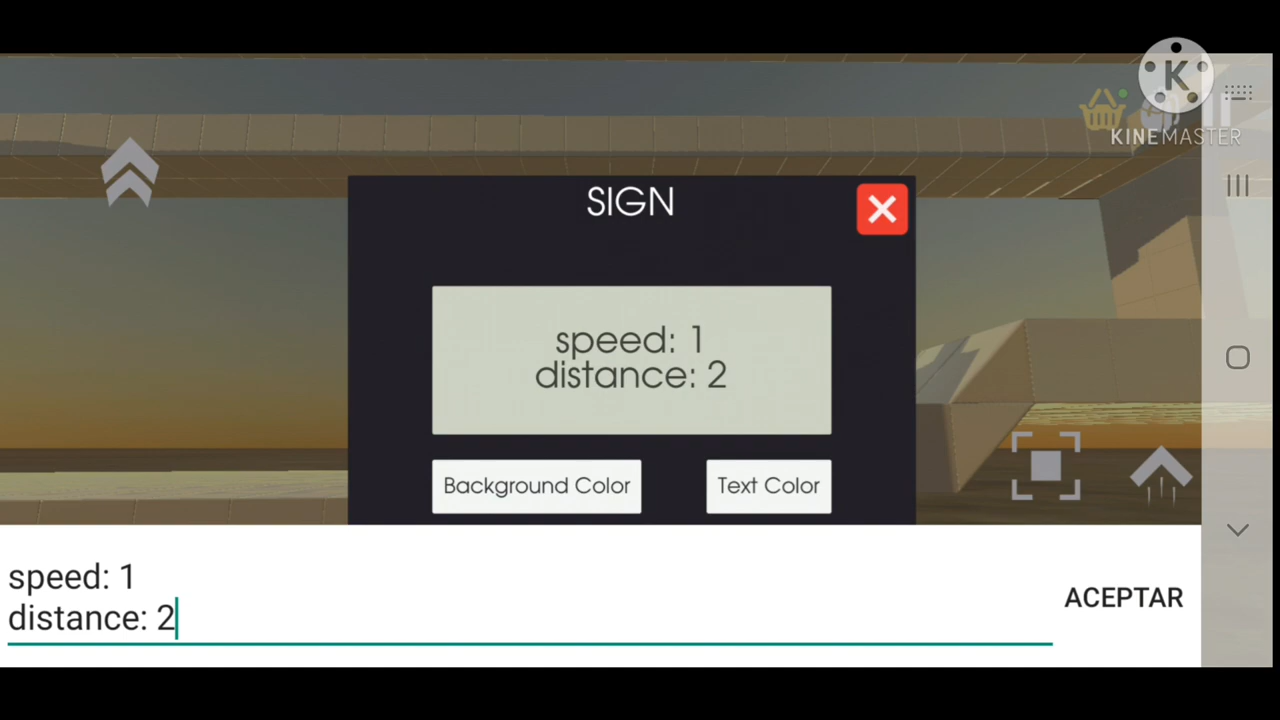 K
KINEMASTER
SIGN
speed: 1
distance: 2
Background Color
Text Color
speed: 1
distance: 2
ACEPTAR